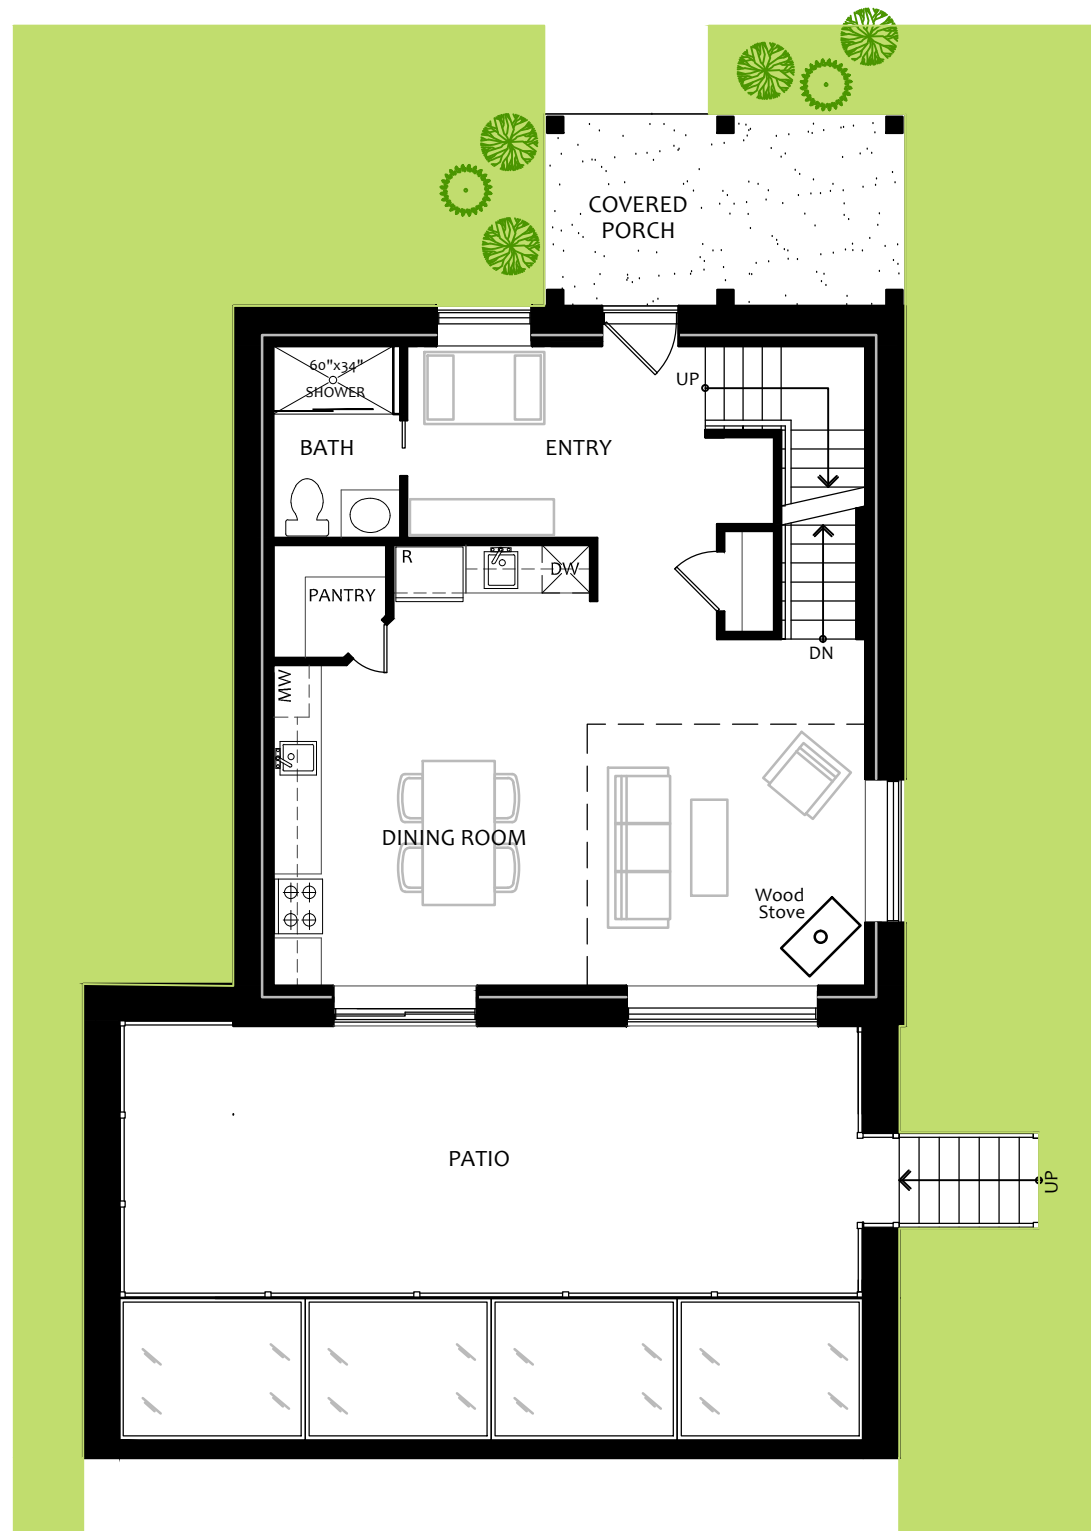 COVERED
PORCH
60"x34"
SHOWER
UP
BATH
ENTRY
R
DW
PANTRY
DN
MW
DINING ROOM
Wood
Stove
PATIO
UP